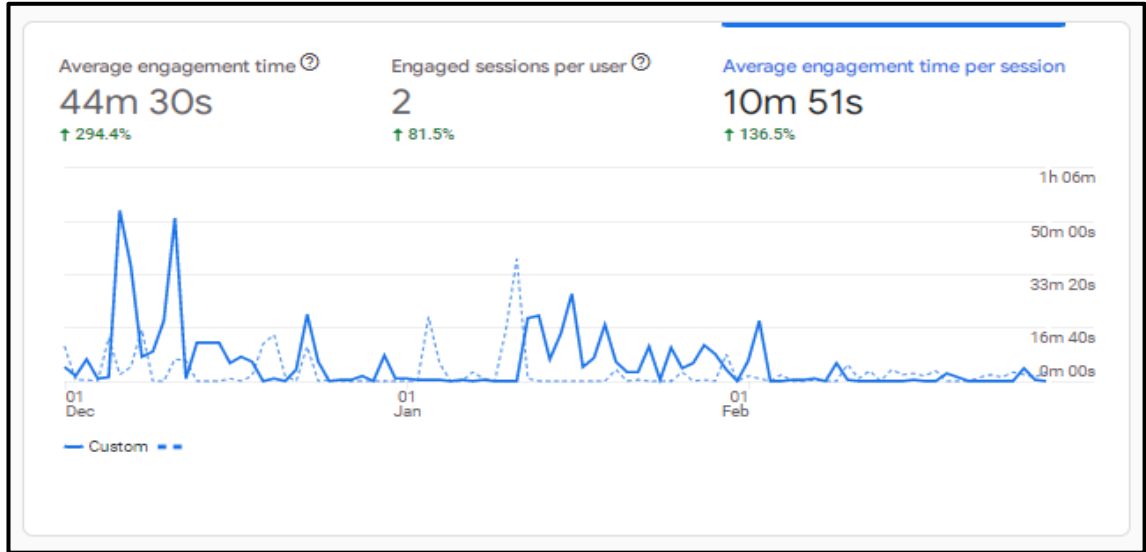 Average engagement time
44m 30s
↑ 294.4%
Engaged sessions per user
2
↑ 81.5%
Average engagement time per session
10m 51s
↑ 136.5%
1h 06m
50m 00s
33m 20s
16m 40s
0m 00s
01
Dec
01
Jan
01
Feb
Custom